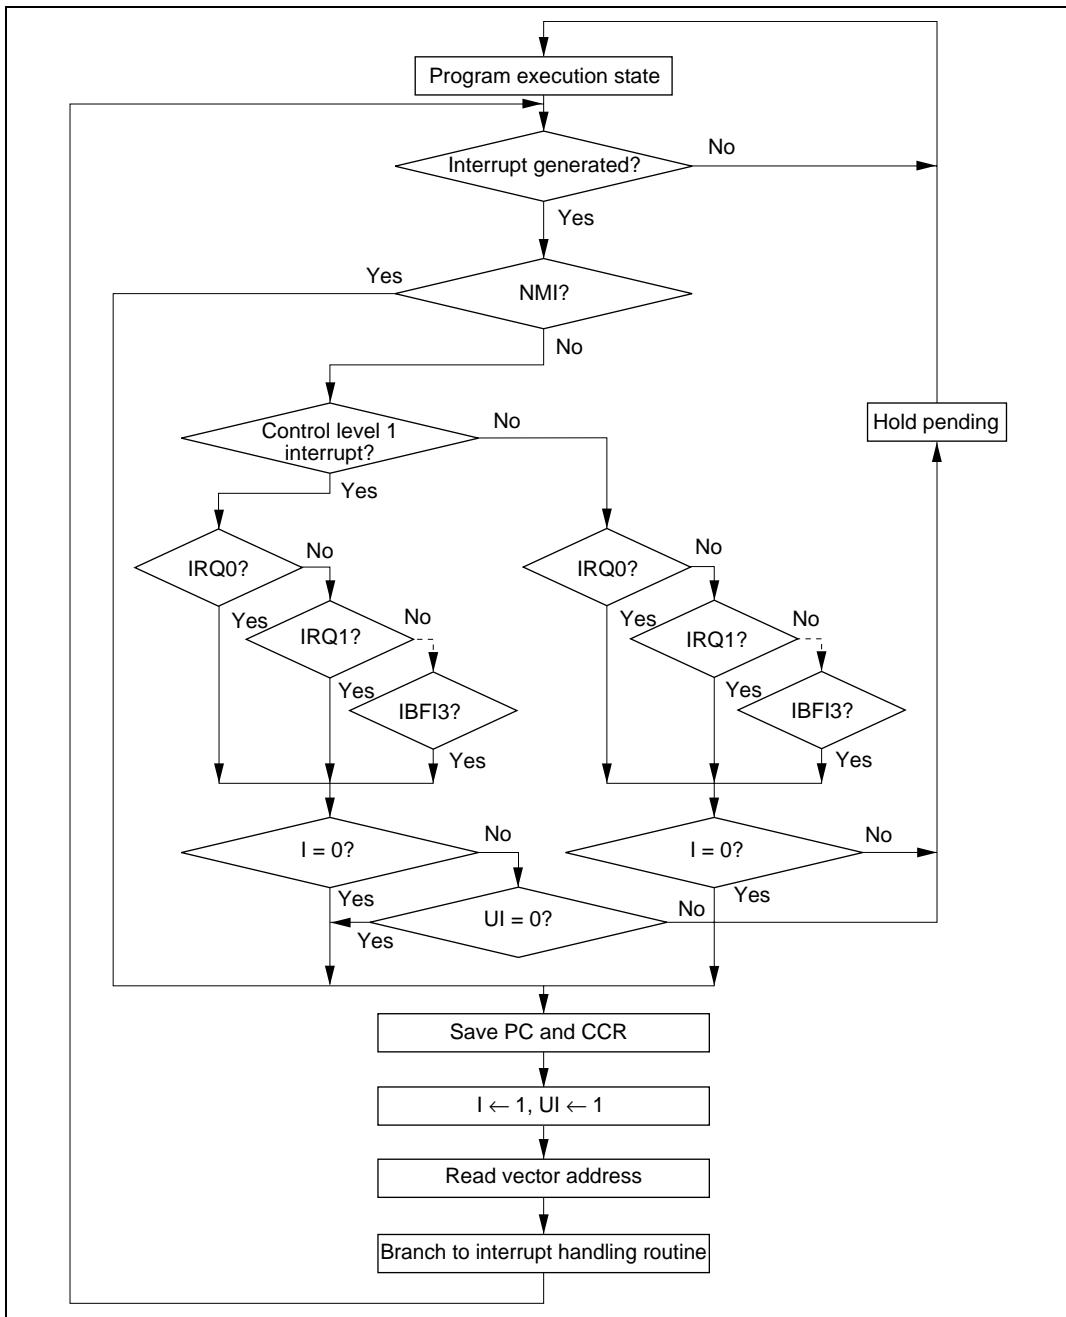 Program execution state
Interrupt generated?
No
Yes
NMI?
Yes
No
Hold pending
Control level 1
interrupt?
No
Yes
IRQ0?
No
Yes
IRQ1?
No
Yes
IBFI3?
Yes
IRQ0?
No
Yes
IRQ1?
No
Yes
IBFI3?
Yes
I = 0?
No
Yes
UI = 0?
Yes
No
I = 0?
No
Yes
Save PC and CCR
I ← 1, UI ← 1
Read vector address
Branch to interrupt handling routine